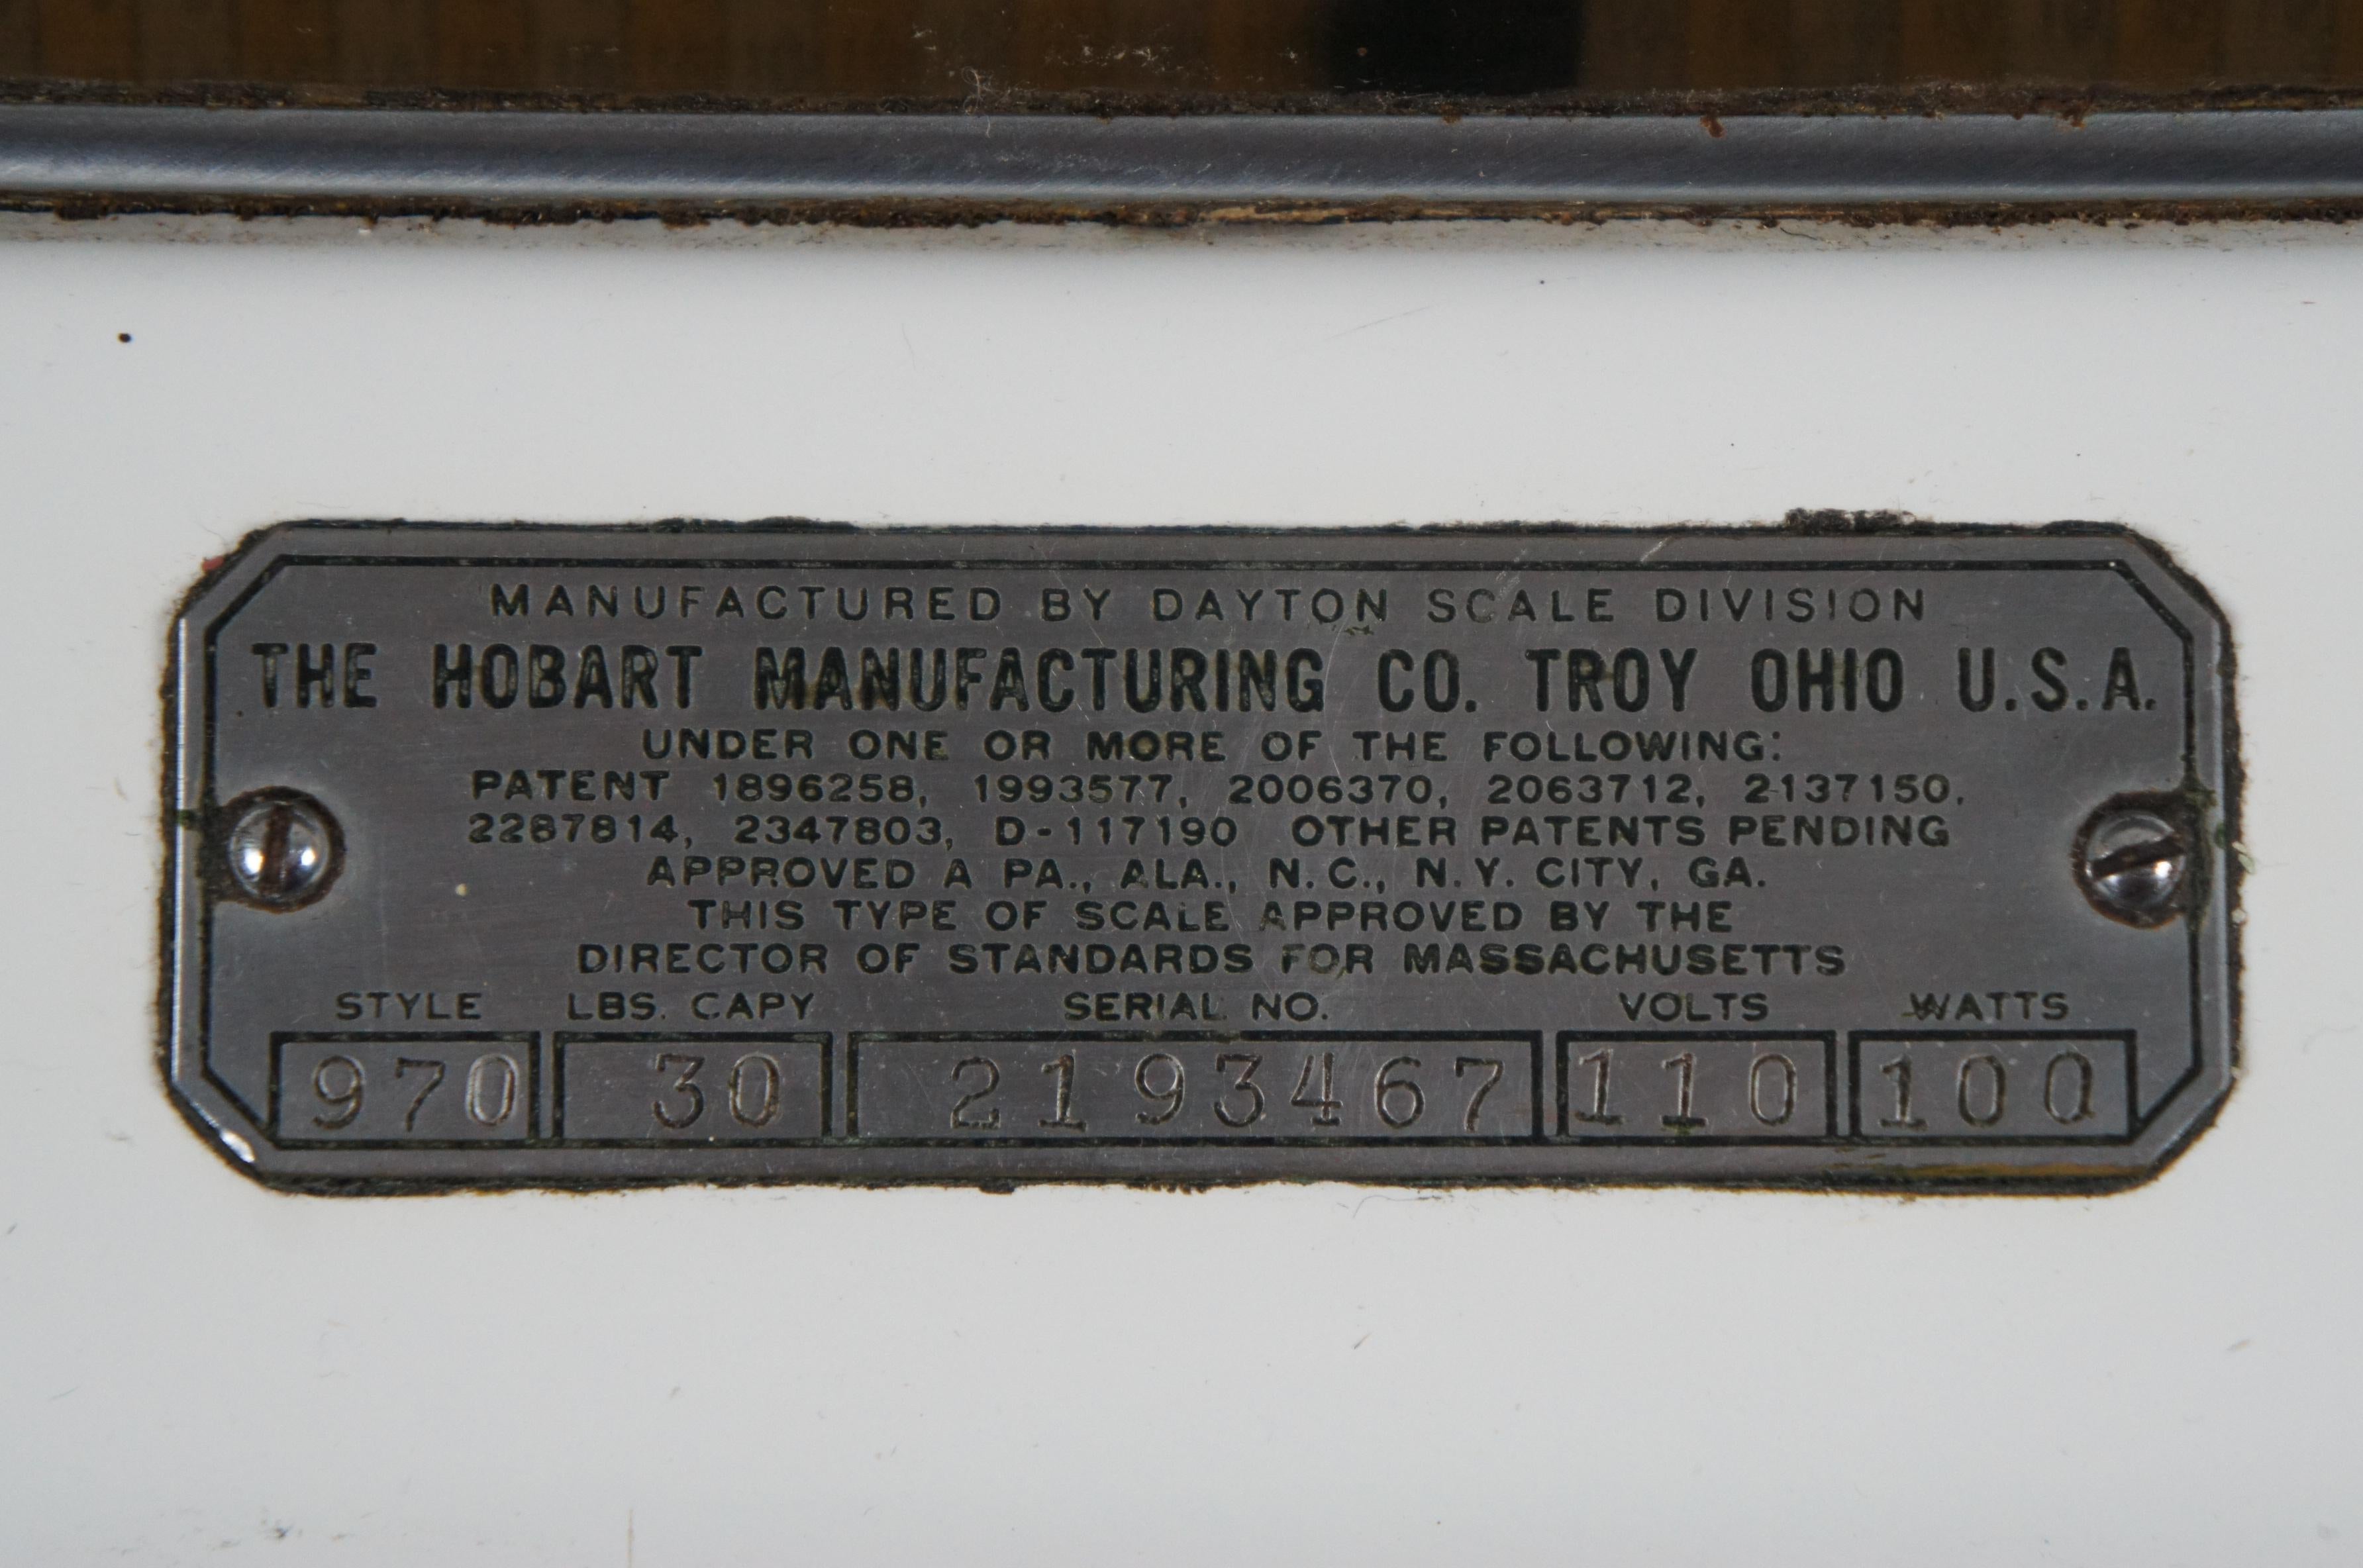 MANUFACTURED BY DAYTON SCALE DIVISION
THE HOBART MANUFACTURING CO. TROY OHIO U.S.A.
UNDER ONE OR MORE OF THE FOLLOWING:
PATENT 1896258, 1993577, 2006370, 2063712, 2137150,
2287814, 2347803, D-117190 OTHER PATENTS PENDING
APPROVED A PA., ALA., N.C., N.Y. CITY, GA.
THIS TYPE OF SCALE APPROVED BY THE
DIRECTOR OF STANDARDS FOR MASSACHUSETTS
STYLE LBS. CAPY SERIAL NO. VOLTS WATTS
970 30 2193467 110 100